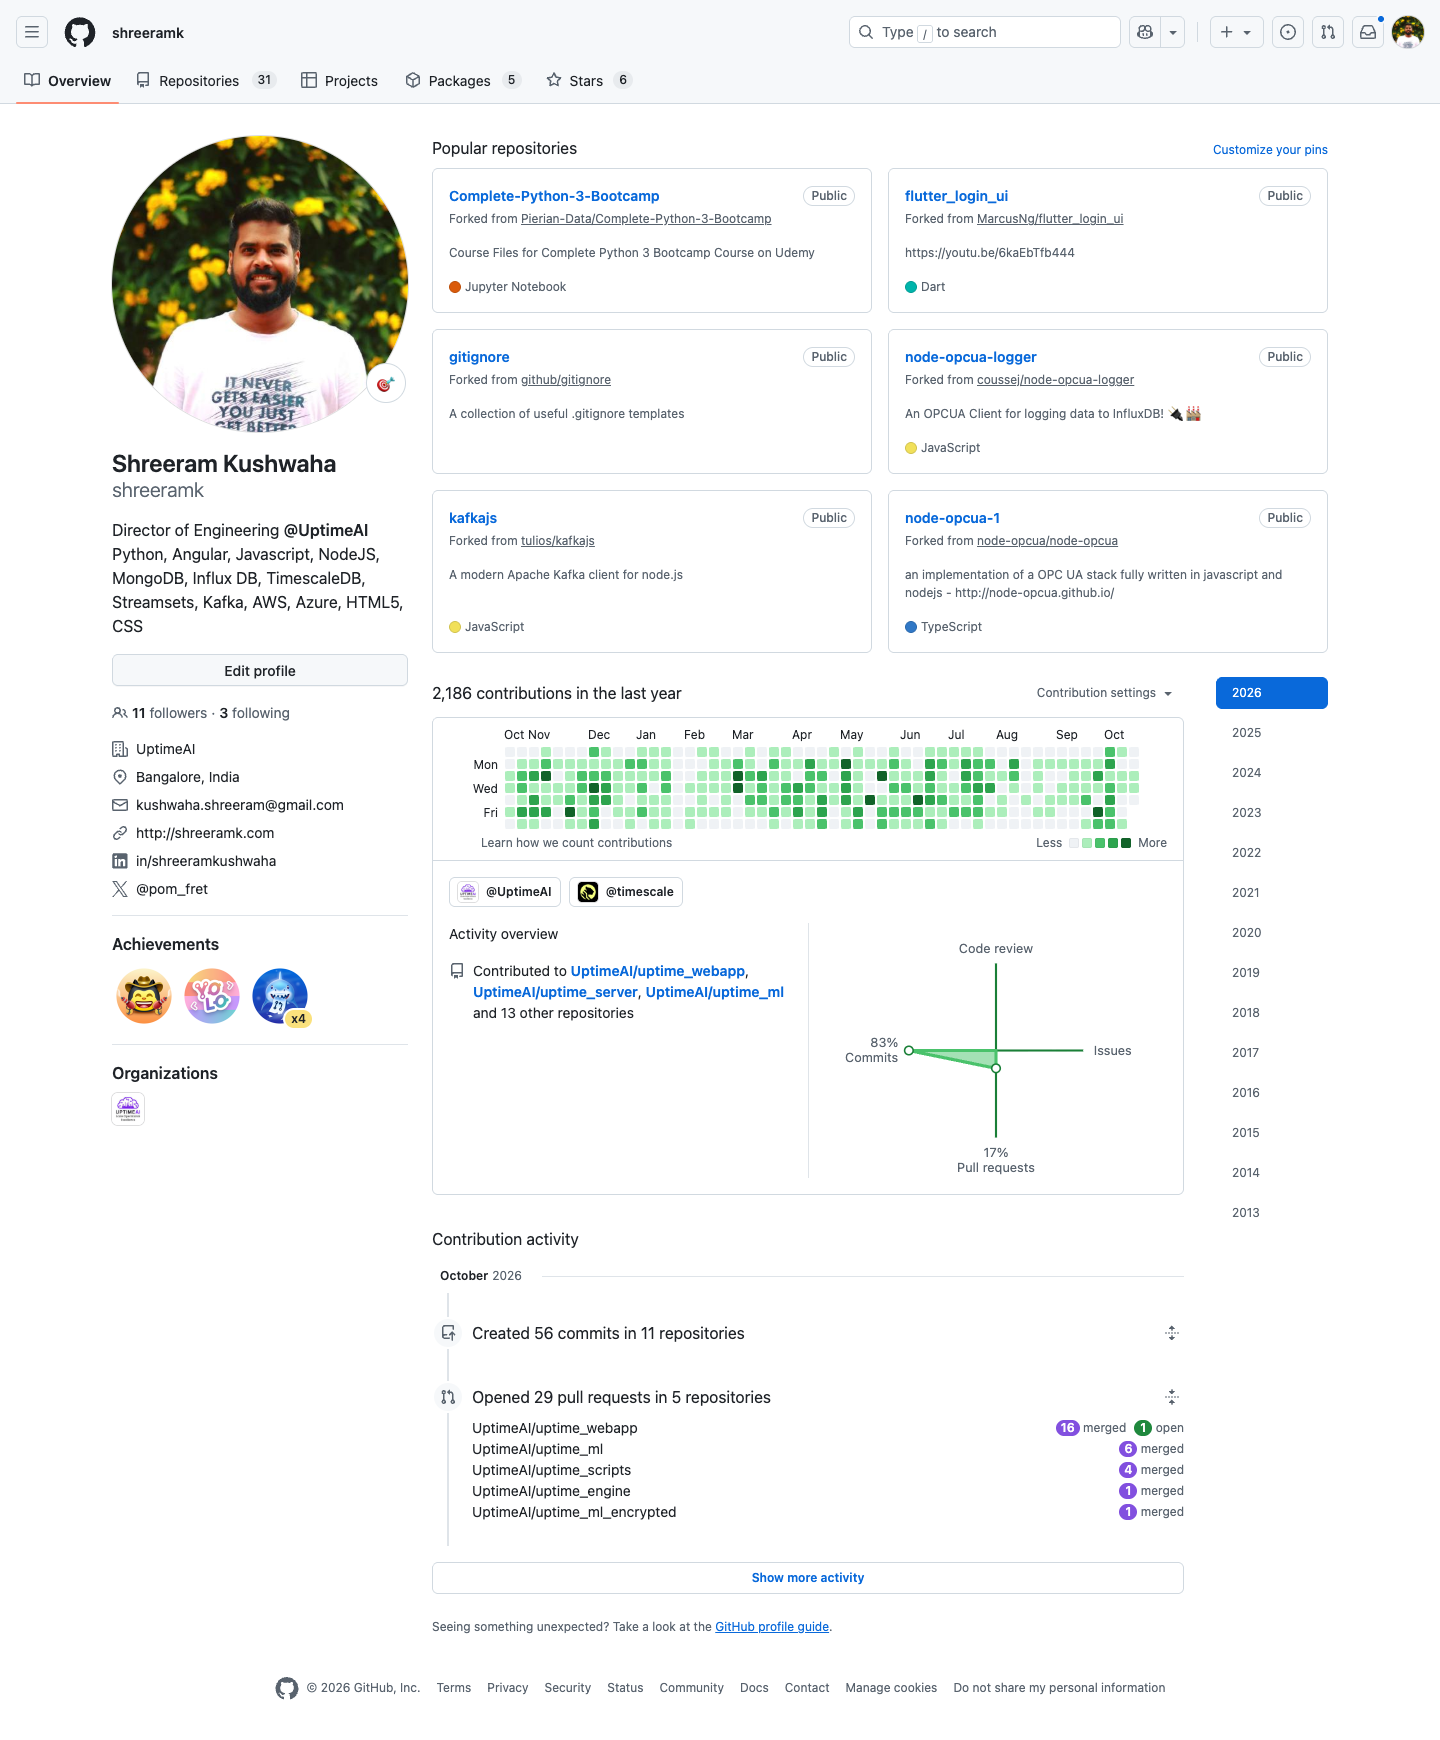 shreeramk
Type / to search
Overview
Repositories 31
Projects
Packages 5
Stars 6
IT NEVER
GETS EASIER
YOU JUST
GET BETTER
Shreeram Kushwaha
shreeramk
Director of Engineering @UptimeAI
Python, Angular, Javascript, NodeJS,
MongoDB, Influx DB, TimescaleDB,
Streamsets, Kafka, AWS, Azure, HTML5,
CSS
Edit profile
11 followers · 3 following
UptimeAI
Bangalore, India
kushwaha.shreeram@gmail.com
http://shreeramk.com
in/shreeramkushwaha
@pom_fret
Achievements
YOLO
x4
Organizations
UPTIMEAI
Popular repositories
Customize your pins
Complete-Python-3-Bootcamp
Public
Forked from Pierian-Data/Complete-Python-3-Bootcamp
Course Files for Complete Python 3 Bootcamp Course on Udemy
Jupyter Notebook
flutter_login_ui
Public
Forked from MarcusNg/flutter_login_ui
https://youtu.be/6kaEbTfb444
Dart
gitignore
Public
Forked from github/gitignore
A collection of useful .gitignore templates
node-opcua-logger
Public
Forked from coussej/node-opcua-logger
An OPCUA Client for logging data to InfluxDB! 🔌🏭
JavaScript
kafkajs
Public
Forked from tulios/kafkajs
A modern Apache Kafka client for node.js
JavaScript
node-opcua-1
Public
Forked from node-opcua/node-opcua
an implementation of a OPC UA stack fully written in javascript and
nodejs - http://node-opcua.github.io/
TypeScript
2,186 contributions in the last year
Contribution settings
Oct Nov Dec Jan Feb Mar Apr May Jun Jul Aug Sep Oct
Mon
Wed
Fri
Learn how we count contributions
Less More
@UptimeAI
@timescale
Activity overview
Contributed to UptimeAI/uptime_webapp,
UptimeAI/uptime_server, UptimeAI/uptime_ml
and 13 other repositories
Code review
83%
Commits
Issues
17%
Pull requests
2026
2025
2024
2023
2022
2021
2020
2019
2018
2017
2016
2015
2014
2013
Contribution activity
October 2026
Created 56 commits in 11 repositories
Opened 29 pull requests in 5 repositories
UptimeAI/uptime_webapp 16 merged 1 open
UptimeAI/uptime_ml 6 merged
UptimeAI/uptime_scripts 4 merged
UptimeAI/uptime_engine 1 merged
UptimeAI/uptime_ml_encrypted 1 merged
Show more activity
Seeing something unexpected? Take a look at the GitHub profile guide.
© 2026 GitHub, Inc. Terms Privacy Security Status Community Docs Contact Manage cookies Do not share my personal information